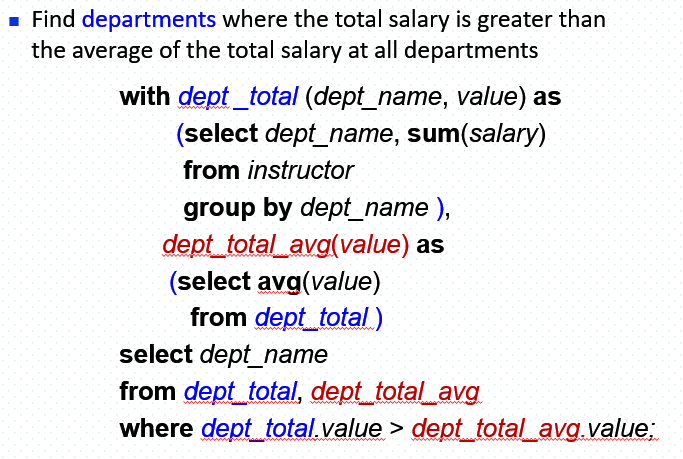 Find departments where the total salary is greater than
the average of the total salary at all departments
with dept _total (dept_name, value) as
(select dept_name, sum(salary)
from instructor
group by dept_name ),
dept_total_avg(value) as
(select avg(value)
from dept_total )
select dept_name
from dept_total, dept_total_avg
where dept_total.value > dept_total_avg.value;